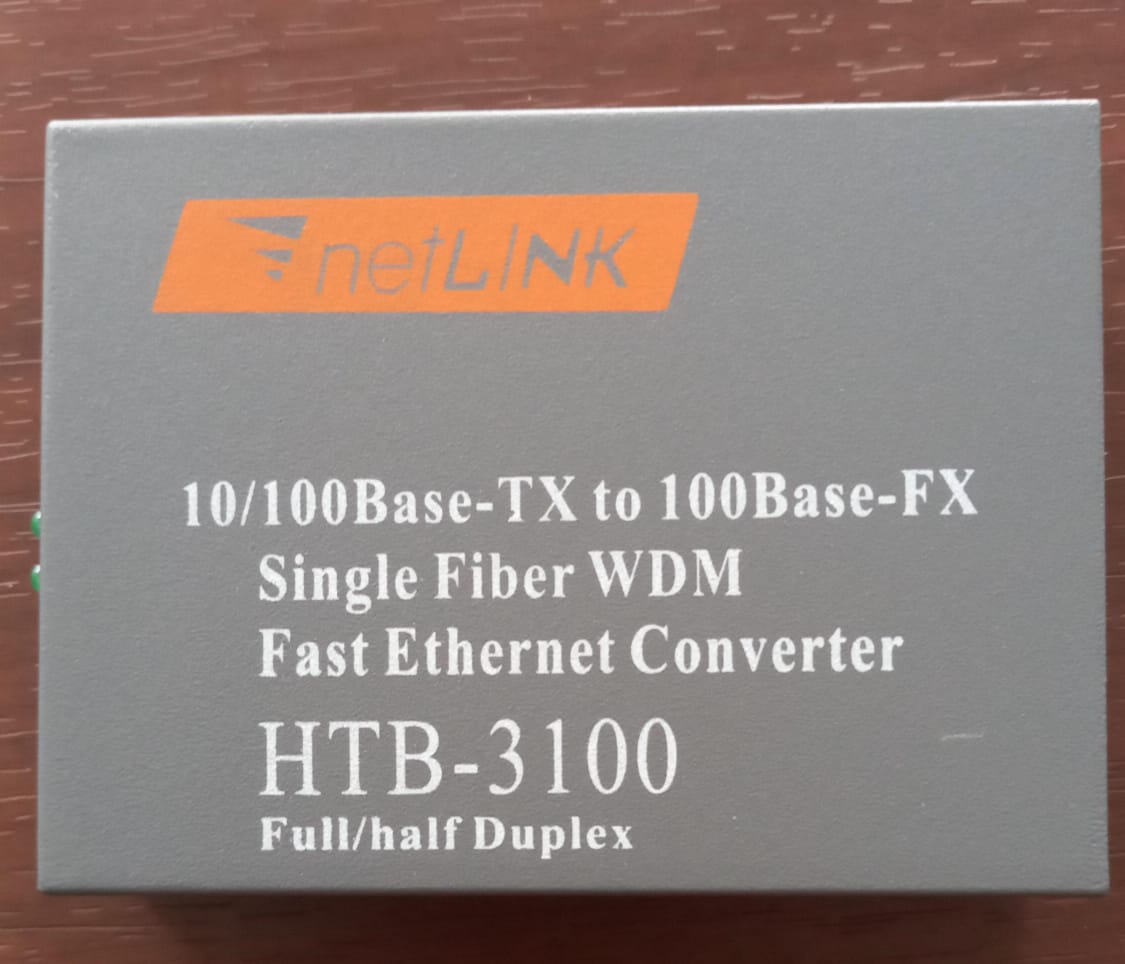 netLINK
10/100Base-TX to 100Base-FX
Single Fiber WDM
Fast Ethernet Converter
HTB-3100
Full/half Duplex